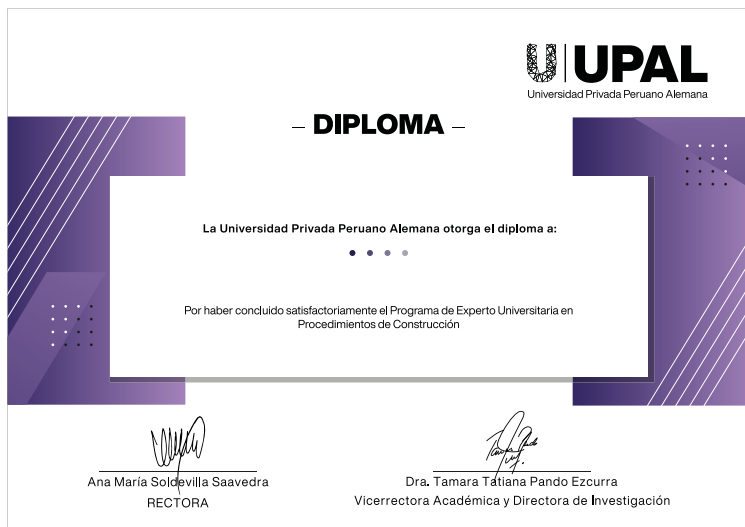 UPAL
Universidad Privada Peruano Alemana
– DIPLOMA –
La Universidad Privada Peruano Alemana otorga el diploma a:
Por haber concluido satisfactoriamente el Programa de Experto Universitaria en
Procedimientos de Construcción
Ana María Soldevilla Saavedra
RECTORA
Dra. Tamara Tatiana Pando Ezcurra
Vicerrectora Académica y Directora de Investigación